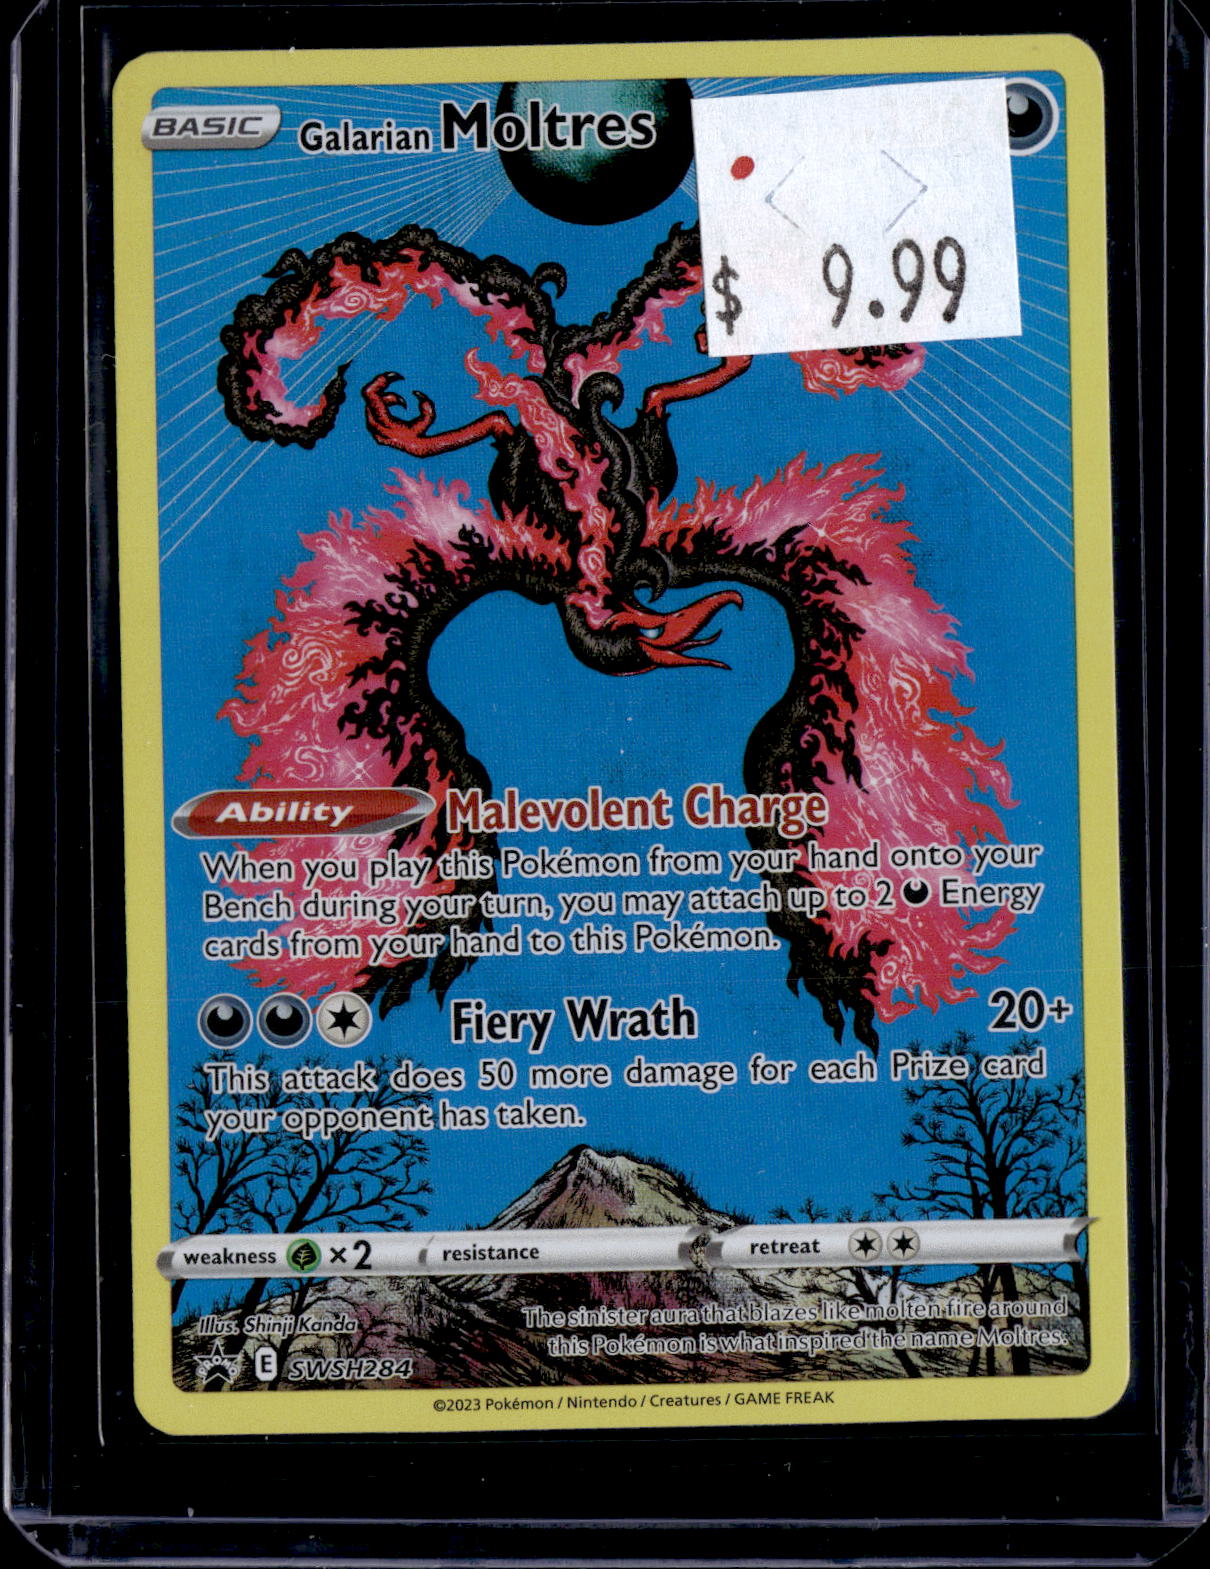 BASIC
Galarian Moltres
$ 9.99
Ability Malevolent Charge
When you play this Pokémon from your hand onto your
Bench during your turn, you may attach up to 2 Energy
cards from your hand to this Pokémon.
Fiery Wrath 20+
This attack does 50 more damage for each Prize card
your opponent has taken.
weakness ×2 resistance retreat
Illus. Shinji Kanda
The sinister aura that blazes like molten fire around
this Pokémon is what inspired the name Moltres.
PROMO E SWSH284
©2023 Pokémon / Nintendo / Creatures / GAME FREAK